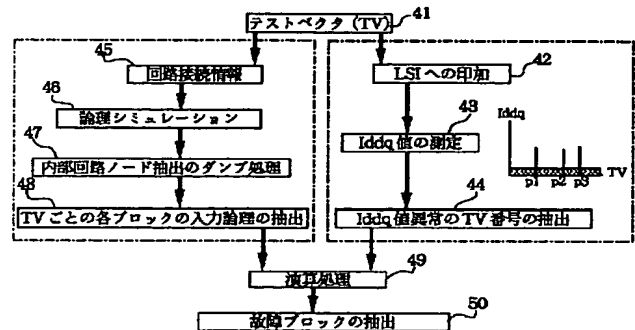 テストベクタ (TV) 41
45
回路接続情報
46
論理シミュレーション
47
内部回路ノード抽出のダンプ処理
48
TVごとの各ブロックの入力論理の抽出
42
LSIへの印加
43
Iddq値の測定
Iddq
TV
p1 p2 p3
44
Iddq値異常のTV番号の抽出
演算処理 49
故障ブロックの抽出 50